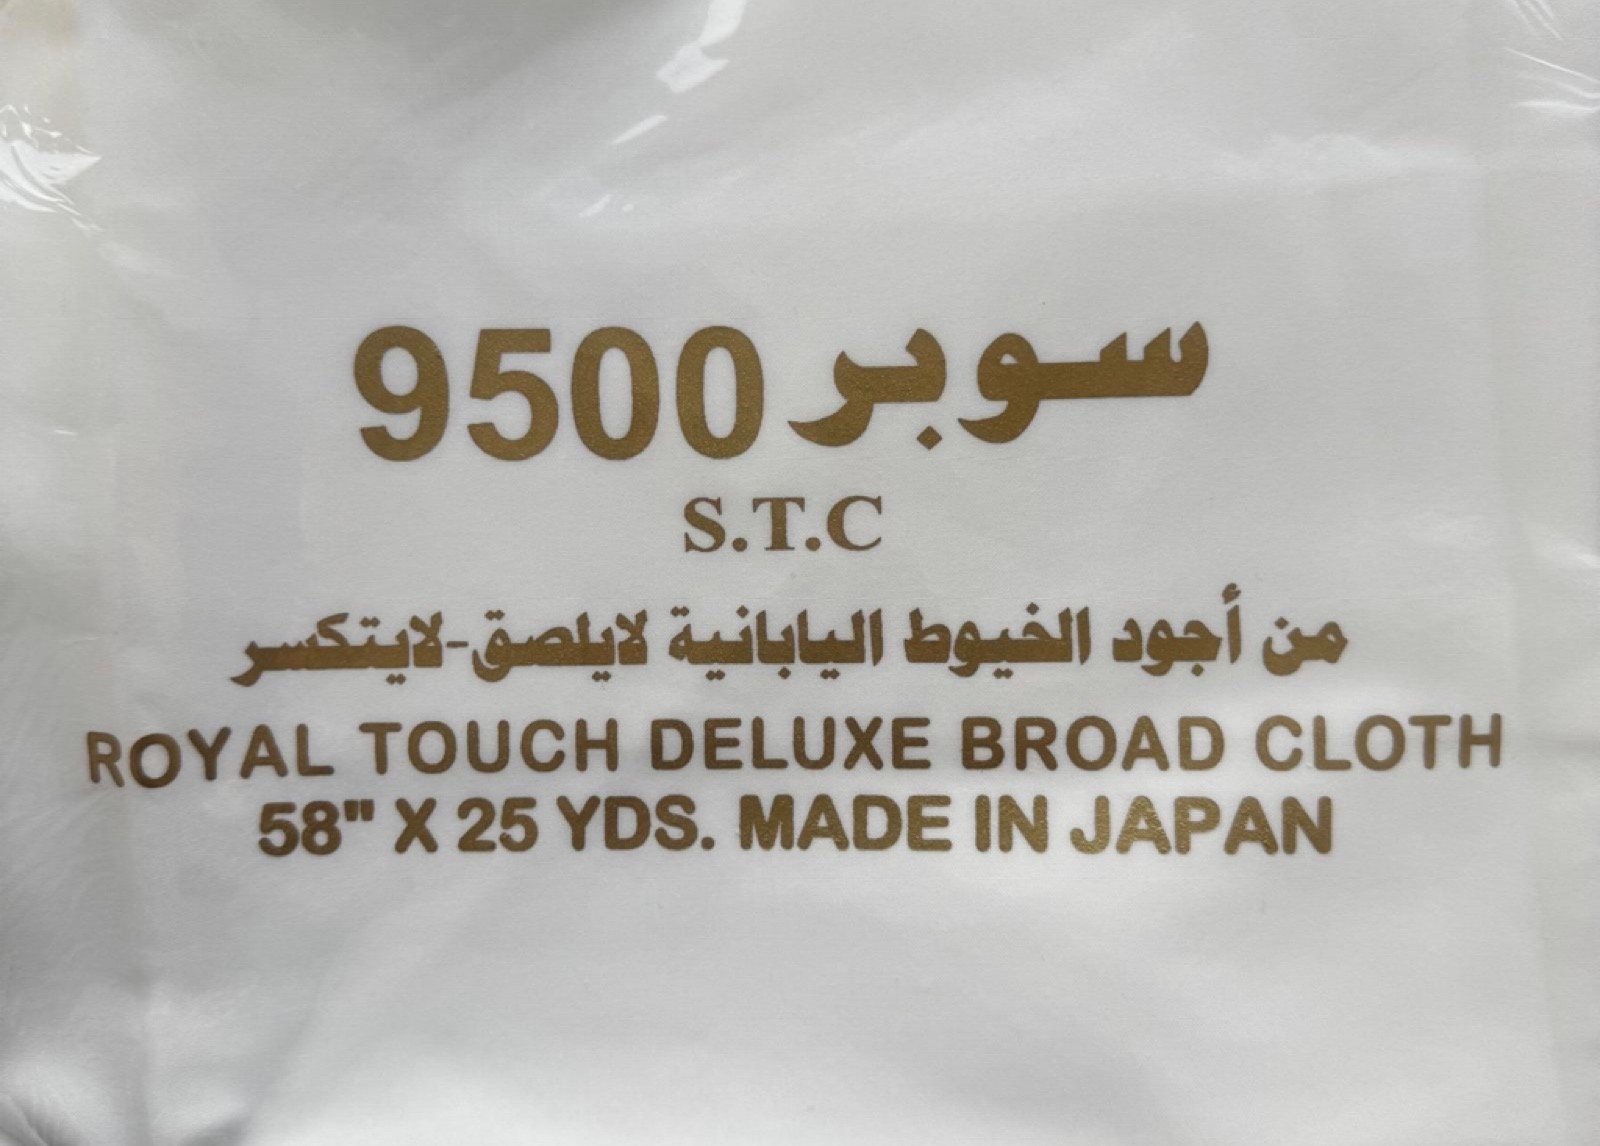 سوبر 9500
S.T.C
من أجود الخيوط اليابانية لايلصق-لايتكسر
ROYAL TOUCH DELUXE BROAD CLOTH
58" X 25 YDS. MADE IN JAPAN